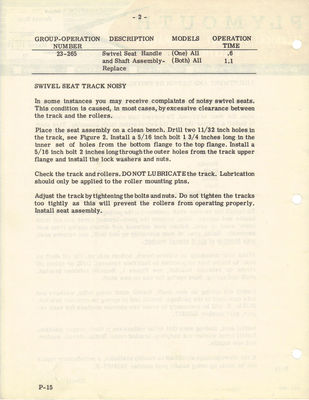 - 2 -
GROUP-OPERATION DESCRIPTION MODELS OPERATION
NUMBER TIME
23-265 Swivel Seat Handle (One) All .6
and Shaft Assembly- (Both) All 1.1
Replace
SWIVEL SEAT TRACK NOISY
In some instances you may receive complaints of noisy swivel seats.
This condition is caused, in most cases, by excessive clearance between
the track and the rollers.
Place the seat assembly on a clean bench. Drill two 11/32 inch holes in
the track, see Figure 2. Install a 5/16 inch bolt 1 3/4 inches long in the
inner set of holes from the bottom flange to the top flange. Install a
5/16 inch bolt 2 inches long through the outer holes from the track upper
flange and install the lock washers and nuts.
Check the track and rollers. DO NOT LUBRICATE the track. Lubrication
should only be applied to the roller mounting pins.
Adjust the track by tightening the bolts and nuts. Do not tighten the tracks
too tightly as this will prevent the rollers from operating properly.
Install seat assembly.
P-15